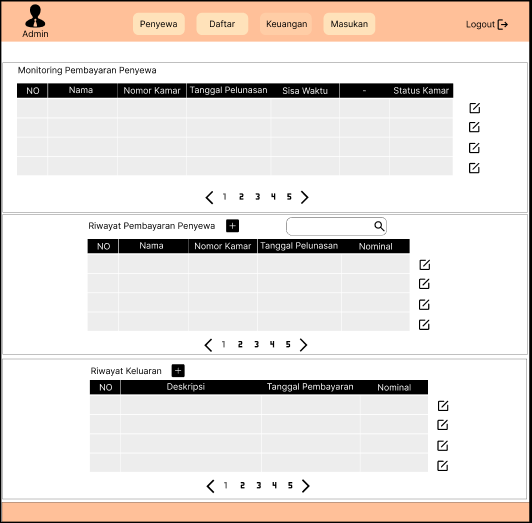 Admin
Penyewa Daftar Keuangan Masukan Logout
Monitoring Pembayaran Penyewa
NO Nama Nomor Kamar Tanggal Pelunasan Sisa Waktu - Status Kamar
1 2 3 4 5
Riwayat Pembayaran Penyewa
NO Nama Nomor Kamar Tanggal Pelunasan Nominal
1 2 3 4 5
Riwayat Keluaran
NO Deskripsi Tanggal Pembayaran Nominal
1 2 3 4 5